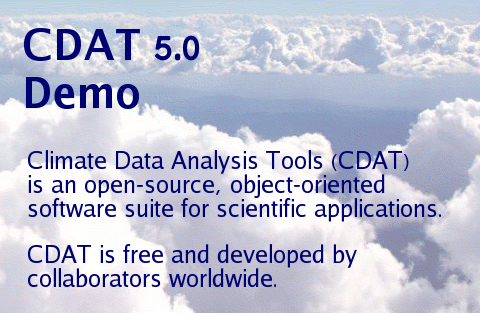 CDAT 5.0
Demo
Climate Data Analysis Tools (CDAT)
is an open-source, object-oriented
software suite for scientific applications.
CDAT is free and developed by
collaborators worldwide.